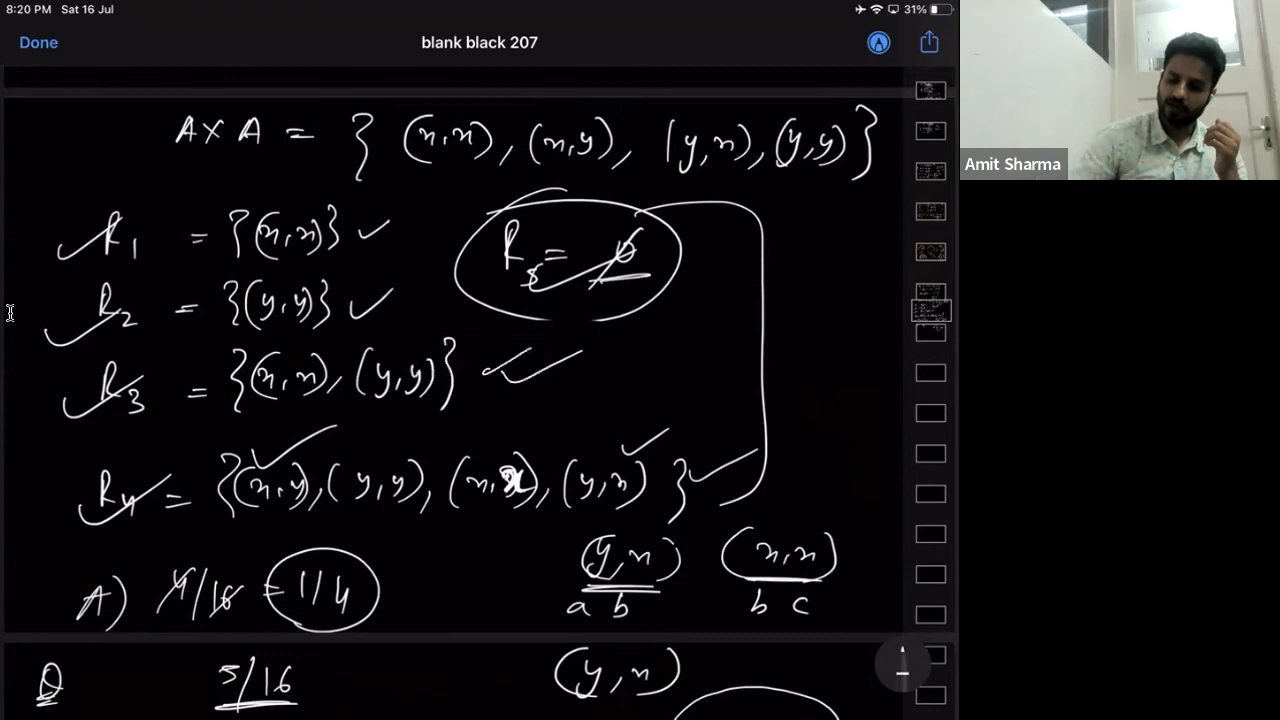 8:20 PM Sat 16 Jul 31%
Done blank black 207
Amit Sharma
A X A = { (x,x), (x,y), (y,x), (y,y) }
R1 = {(x,x)} ✓
R5 = ϕ
R2 = {(y,y)} ✓
R3 = {(x,x), (y,y)} ✓
R4 = {(x,y), (y,y), (x,x), (y,x)} ✓
(y,x) (x,x)
a b b c
A) 4/16 = 1/4
Q 5/16 (y,x)